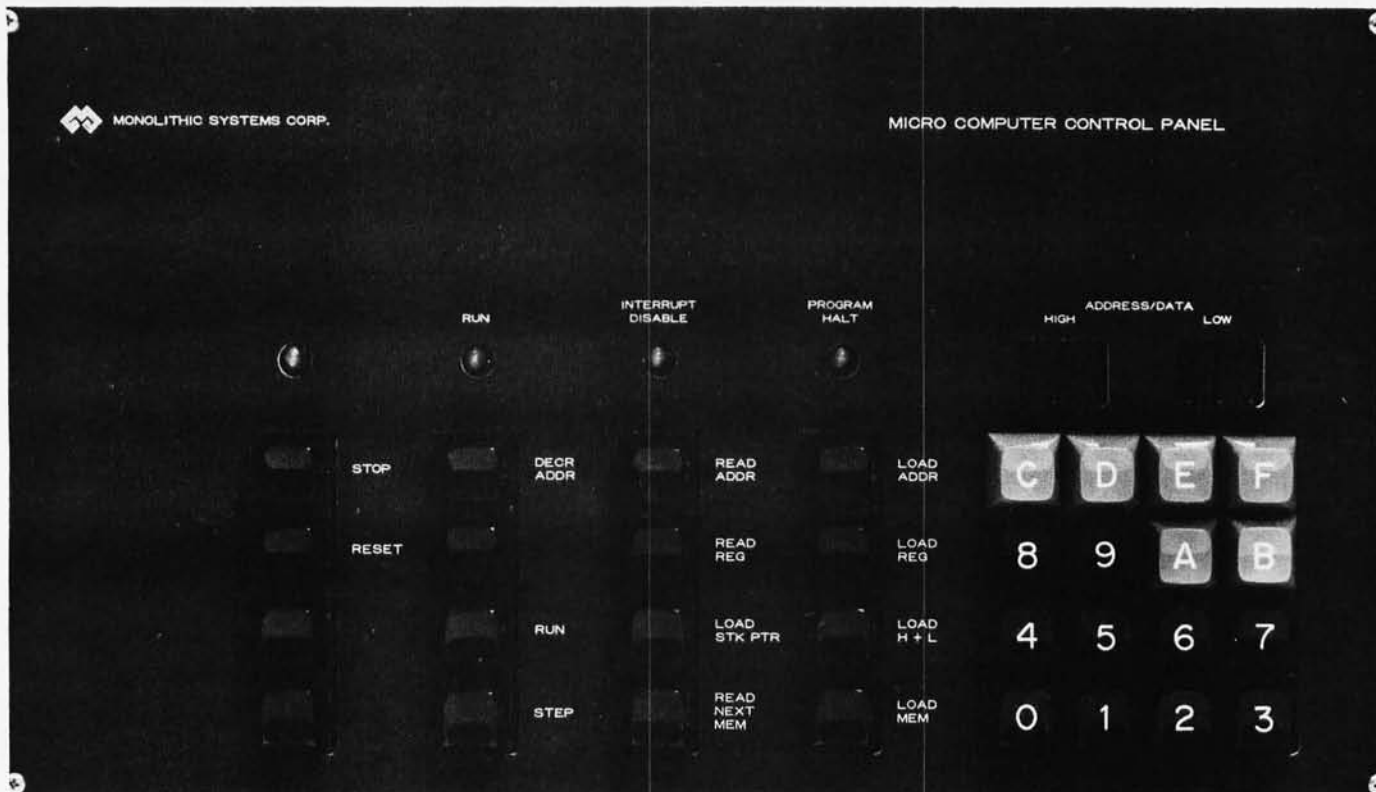 MONOLITHIC SYSTEMS CORP.
MICRO COMPUTER CONTROL PANEL
RUN
INTERRUPT
DISABLE
PROGRAM
HALT
ADDRESS/DATA
HIGH
LOW
STOP
DECR
ADDR
READ
ADDR
LOAD
ADDR
C D E F
RESET
READ
REG
LOAD
REG
8 9 A B
RUN
LOAD
STK PTR
LOAD
H + L
4 5 6 7
STEP
READ
NEXT
MEM
LOAD
MEM
0 1 2 3